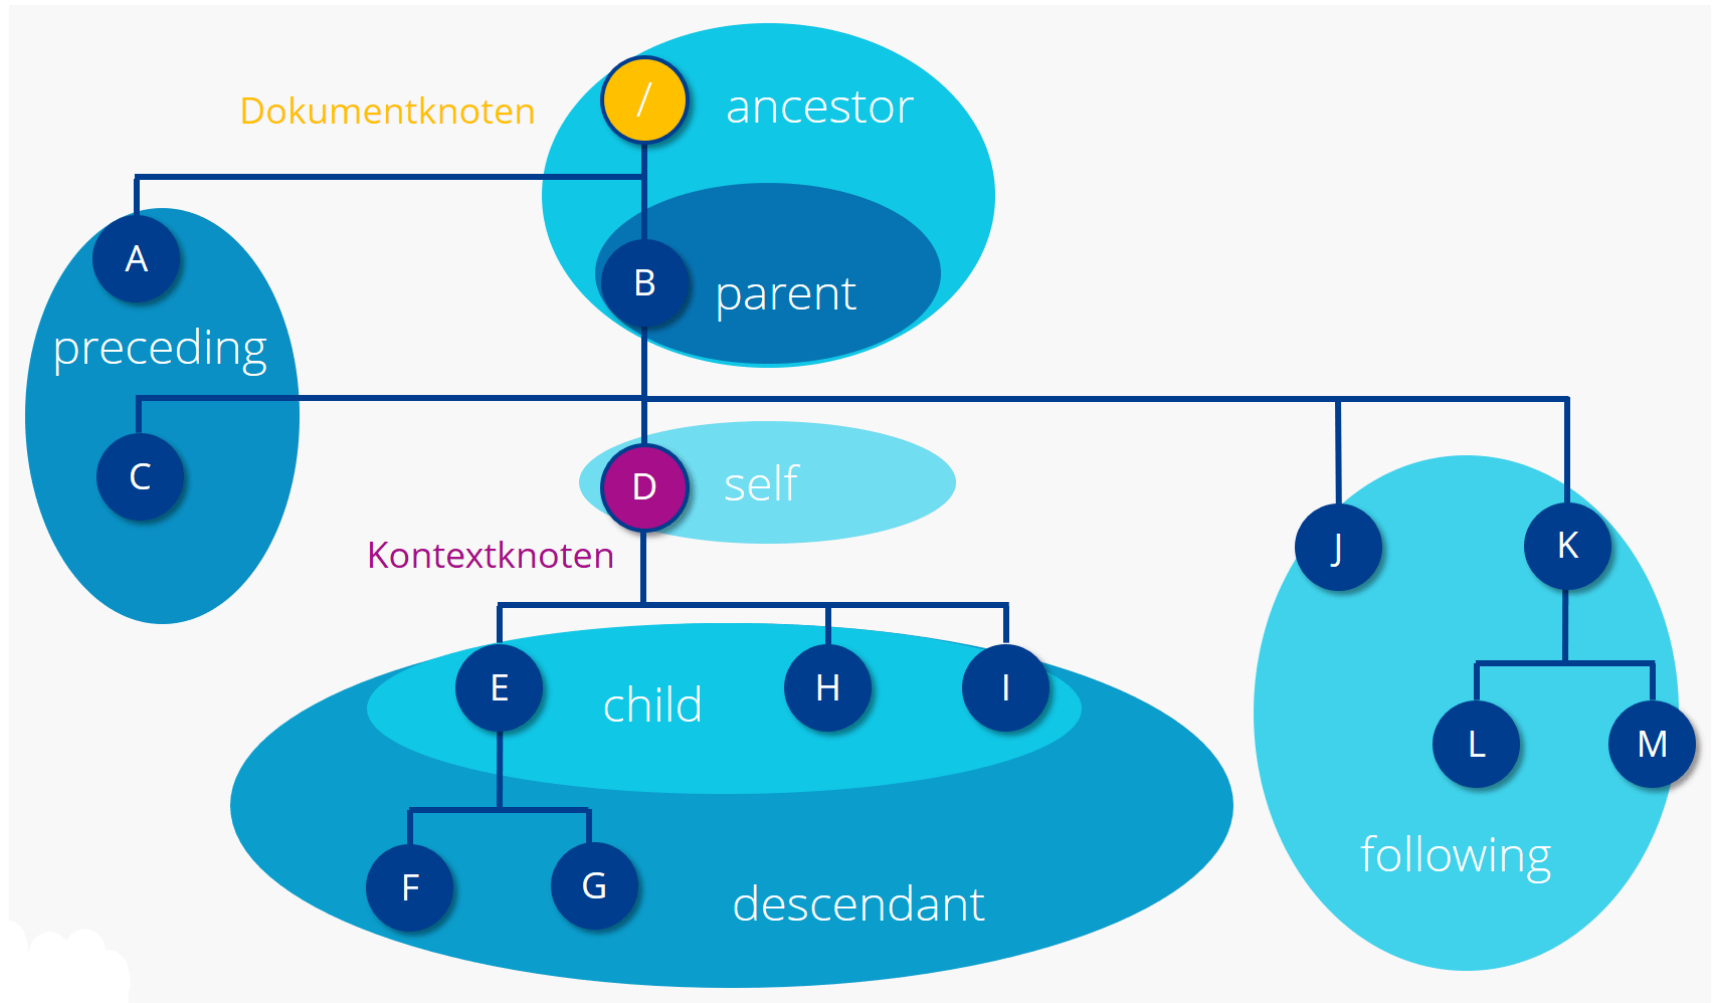 /
ancestor
Dokumentknoten
A
B
parent
preceding
C
D
self
Kontextknoten
J
K
E
child
H
I
L
M
F
G
descendant
following